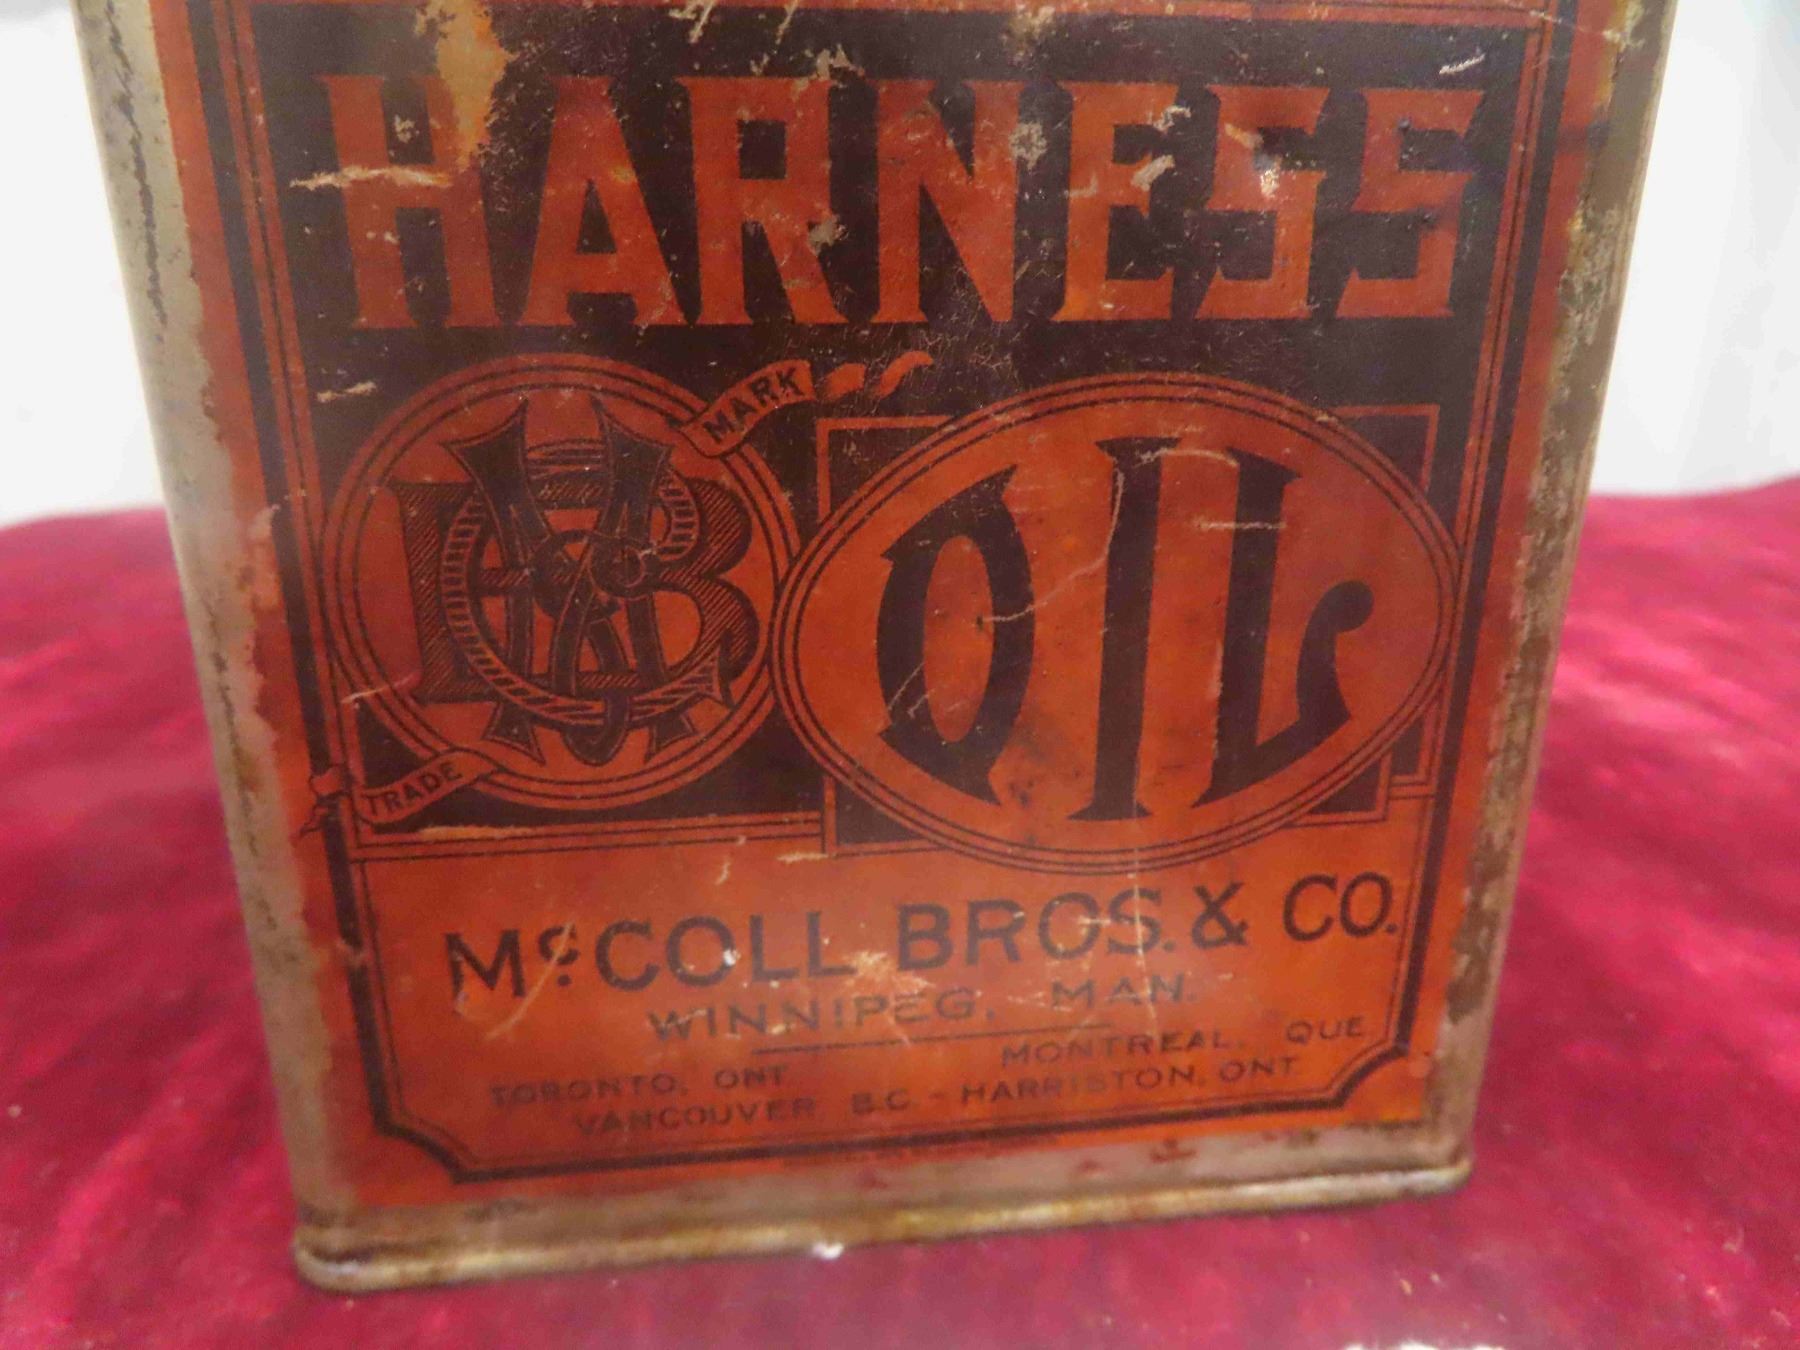 HARNESS
TRADE MARK
OIL
McCOLL BROS. & CO.
WINNIPEG, MAN.
TORONTO, ONT MONTREAL, QUE
VANCOUVER B.C. - HARRISTON, ONT